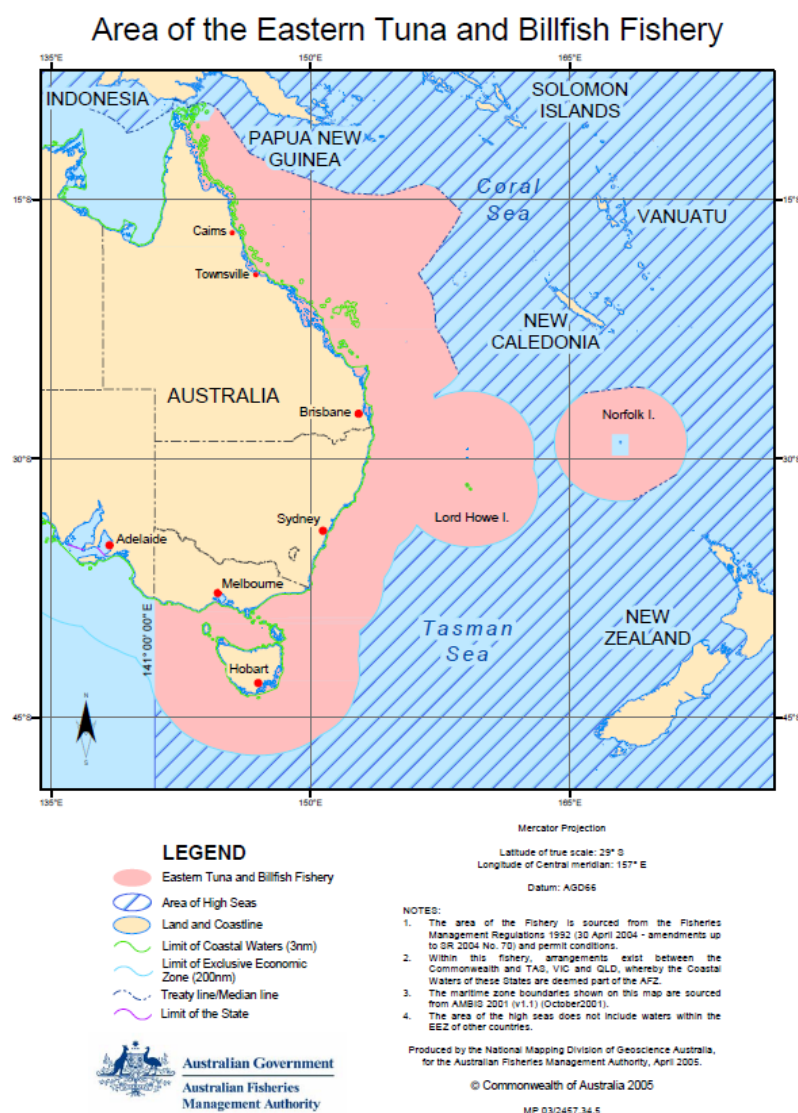 Area of the Eastern Tuna and Billfish Fishery
135°E
150°E
165°E
INDONESIA
SOLOMON
ISLANDS
PAPUA NEW
GUINEA
Coral
Sea
15°S
15°S
VANUATU
Cairns
Townsville
NEW
CALEDONIA
AUSTRALIA
Brisbane
Norfolk I.
30°S
30°S
Sydney
Lord Howe I.
Adelaide
Melbourne
141° 00' 00" E
Tasman
Sea
NEW
ZEALAND
Hobart
N
S
45°S
45°S
135°E
150°E
165°E
LEGEND
Eastern Tuna and Billfish Fishery
Area of High Seas
Land and Coastline
Limit of Coastal Waters (3nm)
Limit of Exclusive Economic
Zone (200nm)
Treaty line/Median line
Limit of the State
Mercator Projection
Latitude of true scale: 29° S
Longitude of Central meridian: 157° E
Datum: AGD66
NOTES:
1. The area of the Fishery is sourced from the Fisheries
Management Regulations 1992 (30 April 2004 - amendments up
to SR 2004 No. 70) and permit conditions.
2. Within this fishery, arrangements exist between the
Commonwealth and TAS, VIC and QLD, whereby the Coastal
Waters of these States are deemed part of the AFZ.
3. The maritime zone boundaries shown on this map are sourced
from AMBIS 2001 (v1.1) (October2001).
4. The area of the high seas does not include waters within the
EEZ of other countries.
Produced by the National Mapping Division of Geoscience Australia,
for the Australian Fisheries Management Authority, April 2005.
© Commonwealth of Australia 2005
MP 03/2457.34.5
Australian Government
Australian Fisheries
Management Authority